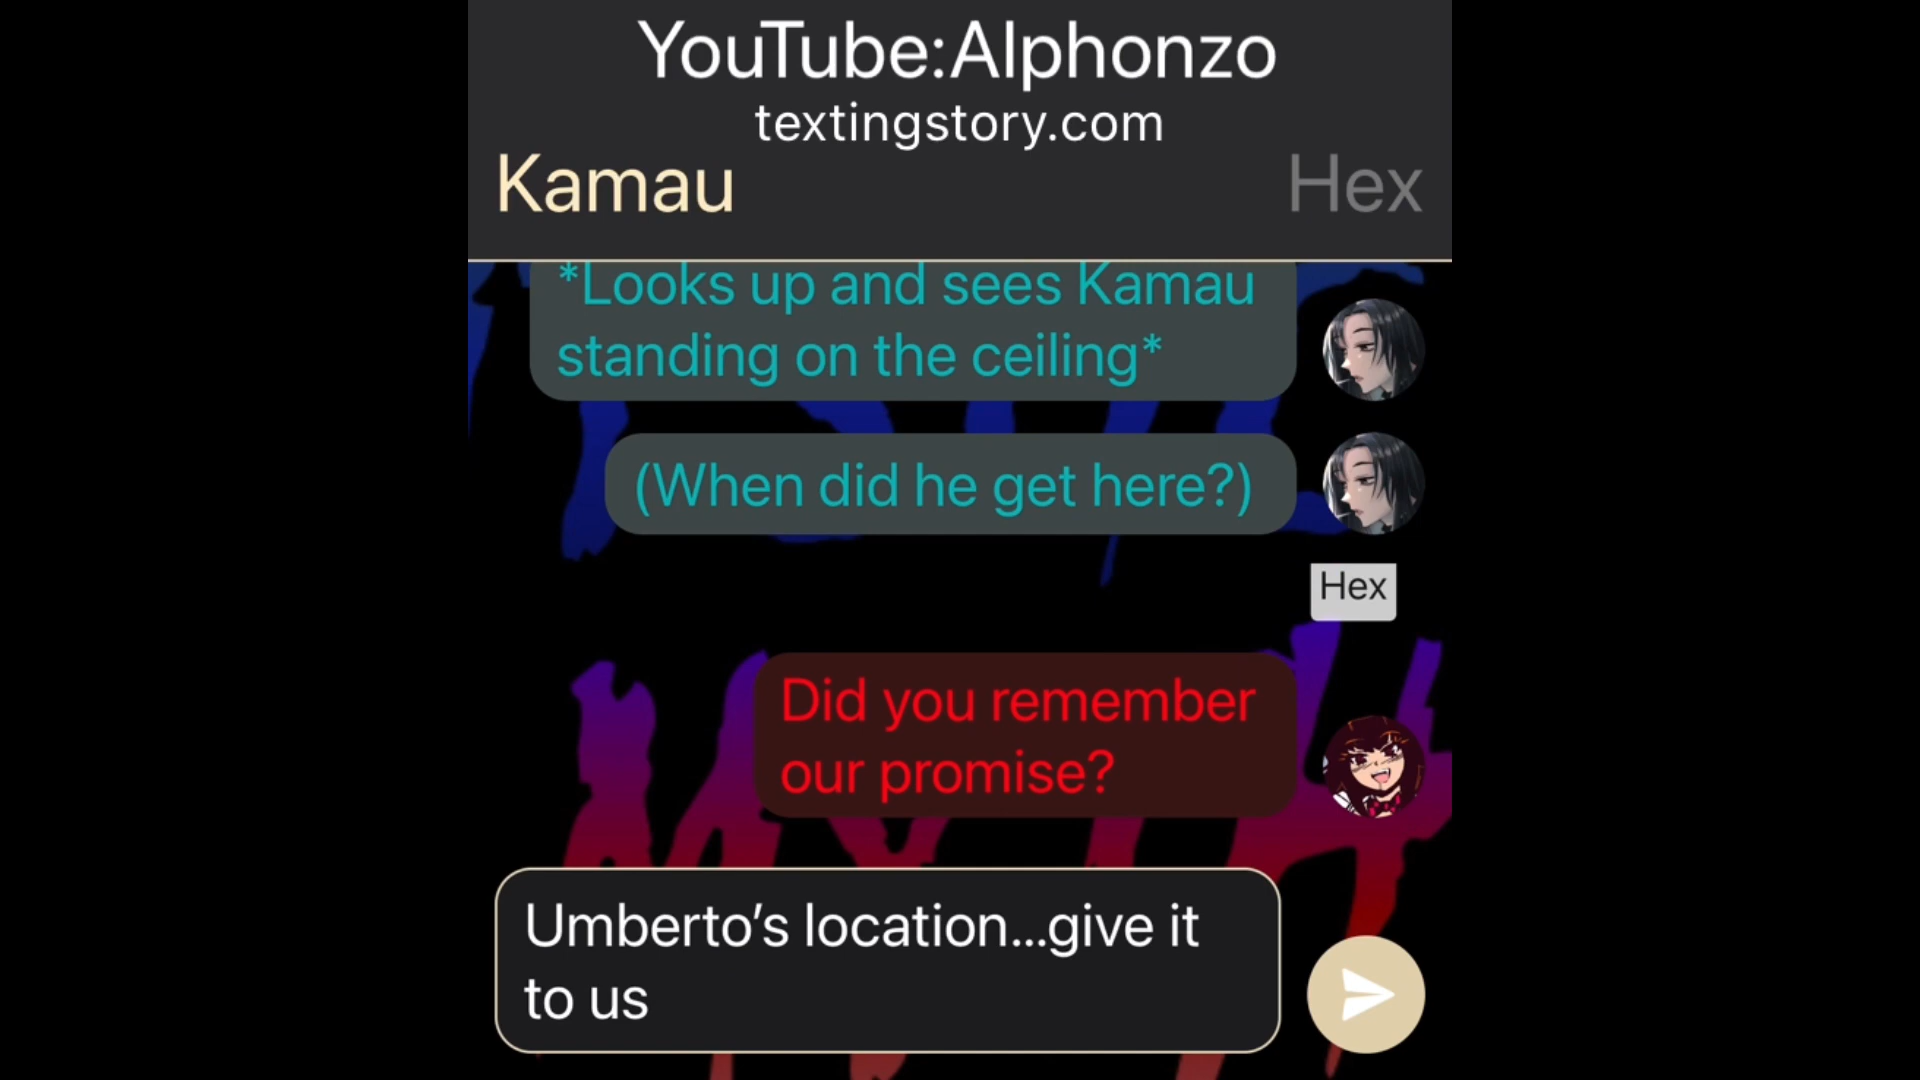 YouTube:Alphonzo
textingstory.com
Kamau
Hex
*Looks up and sees Kamau
standing on the ceiling*
(When did he get here?)
Hex
Did you remember
our promise?
Umberto’s location...give it
to us